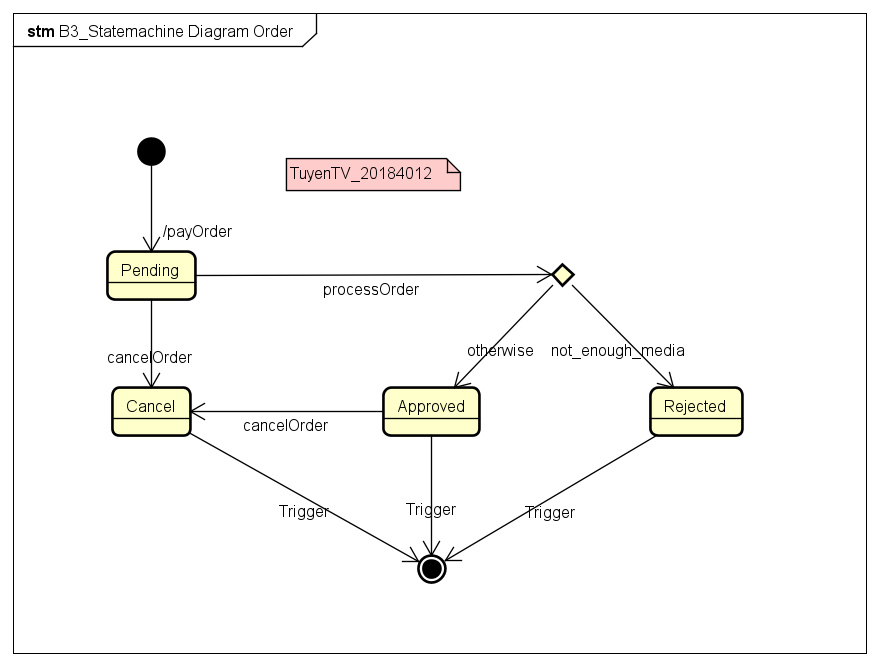 stm B3_Statemachine Diagram Order
TuyenTV_20184012
/payOrder
Pending
processOrder
cancelOrder
otherwise
not_enough_media
Cancel
Approved
Rejected
cancelOrder
Trigger
Trigger
Trigger